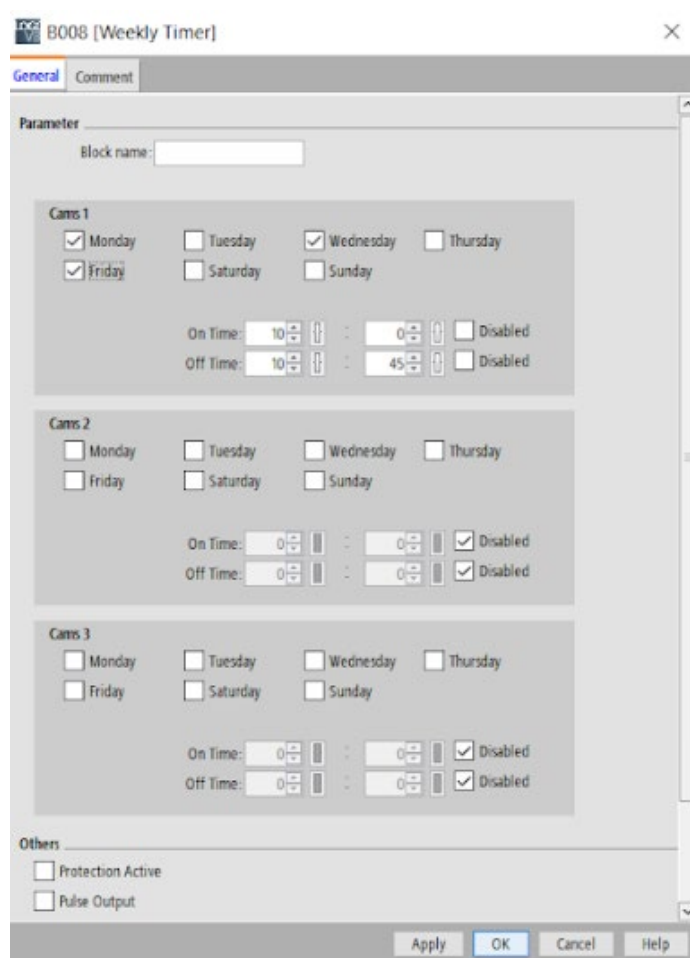 B008 [Weekly Timer]
General Comment
Parameter
Block name:
Cams 1
Monday Tuesday Wednesday Thursday
Friday Saturday Sunday
On Time: 10 : 0 Disabled
Off Time: 10 : 45 Disabled
Cams 2
Monday Tuesday Wednesday Thursday
Friday Saturday Sunday
On Time: 0 : 0 Disabled
Off Time: 0 : 0 Disabled
Cams 3
Monday Tuesday Wednesday Thursday
Friday Saturday Sunday
On Time: 0 : 0 Disabled
Off Time: 0 : 0 Disabled
Others
Protection Active
Pulse Output
Apply OK Cancel Help